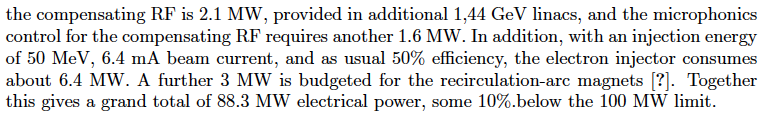 the compensating RF is 2.1 MW, provided in additional 1,44 GeV linacs, and the microphonics
control for the compensating RF requires another 1.6 MW. In addition, with an injection energy
of 50 MeV, 6.4 mA beam current, and as usual 50% efficiency, the electron injector consumes
about 6.4 MW. A further 3 MW is budgeted for the recirculation-arc magnets [?]. Together
this gives a grand total of 88.3 MW electrical power, some 10%.below the 100 MW limit.